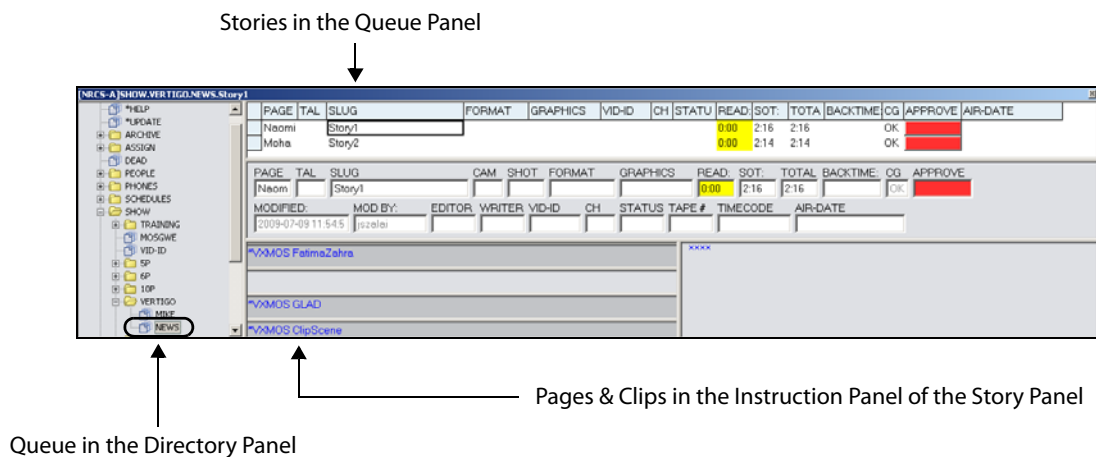 Stories in the Queue Panel
[NRCS-A]SHOW.VERTIGO.NEWS.Story1
*HELP
*UPDATE
ARCHIVE
ASSIGN
DEAD
PEOPLE
PHONES
SCHEDULES
SHOW
TRAINING
MOSGWE
VID-ID
5P
6P
10P
VERTIGO
MIKE
NEWS
PAGE TAL SLUG FORMAT GRAPHICS VID-ID CH STATU READ: SOT: TOTA BACKTIME CG APPROVE AIR-DATE
Naomi Story1 0:00 2:16 2:16 OK
Moha Story2 0:00 2:14 2:14 OK
PAGE TAL SLUG CAM SHOT FORMAT GRAPHICS READ: SOT: TOTAL BACKTIME: CG APPROVE
Naom Story1 0:00 2:16 2:16 OK
MODIFIED: MOD BY: EDITOR WRITER VID-ID CH STATUS TAPE # TIMECODE AIR-DATE
2009-07-09 11:54:5 jszalai
*VXMOS FatimaZahra
xxxx
*VXMOS GLAD
*VXMOS ClipScene
Pages & Clips in the Instruction Panel of the Story Panel
Queue in the Directory Panel